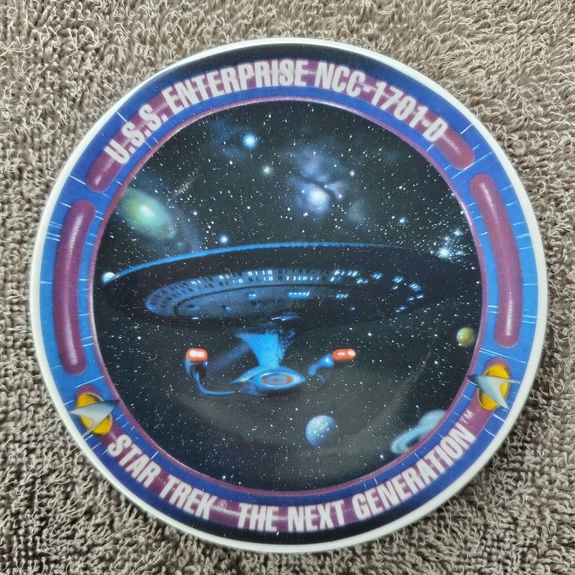 U.S.S. ENTERPRISE NCC-1701-D
STAR TREK® THE NEXT GENERATION™